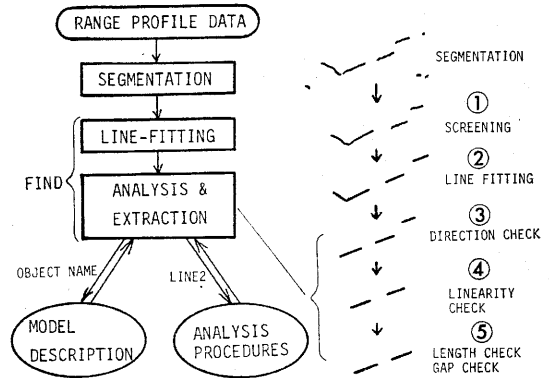 RANGE PROFILE DATA
SEGMENTATION
LINE-FITTING
FIND
ANALYSIS &
EXTRACTION
OBJECT NAME
LINE2
MODEL
DESCRIPTION
ANALYSIS
PROCEDURES
SEGMENTATION
①
SCREENING
②
LINE FITTING
③
DIRECTION CHECK
④
LINEARITY
CHECK
⑤
LENGTH CHECK
GAP CHECK